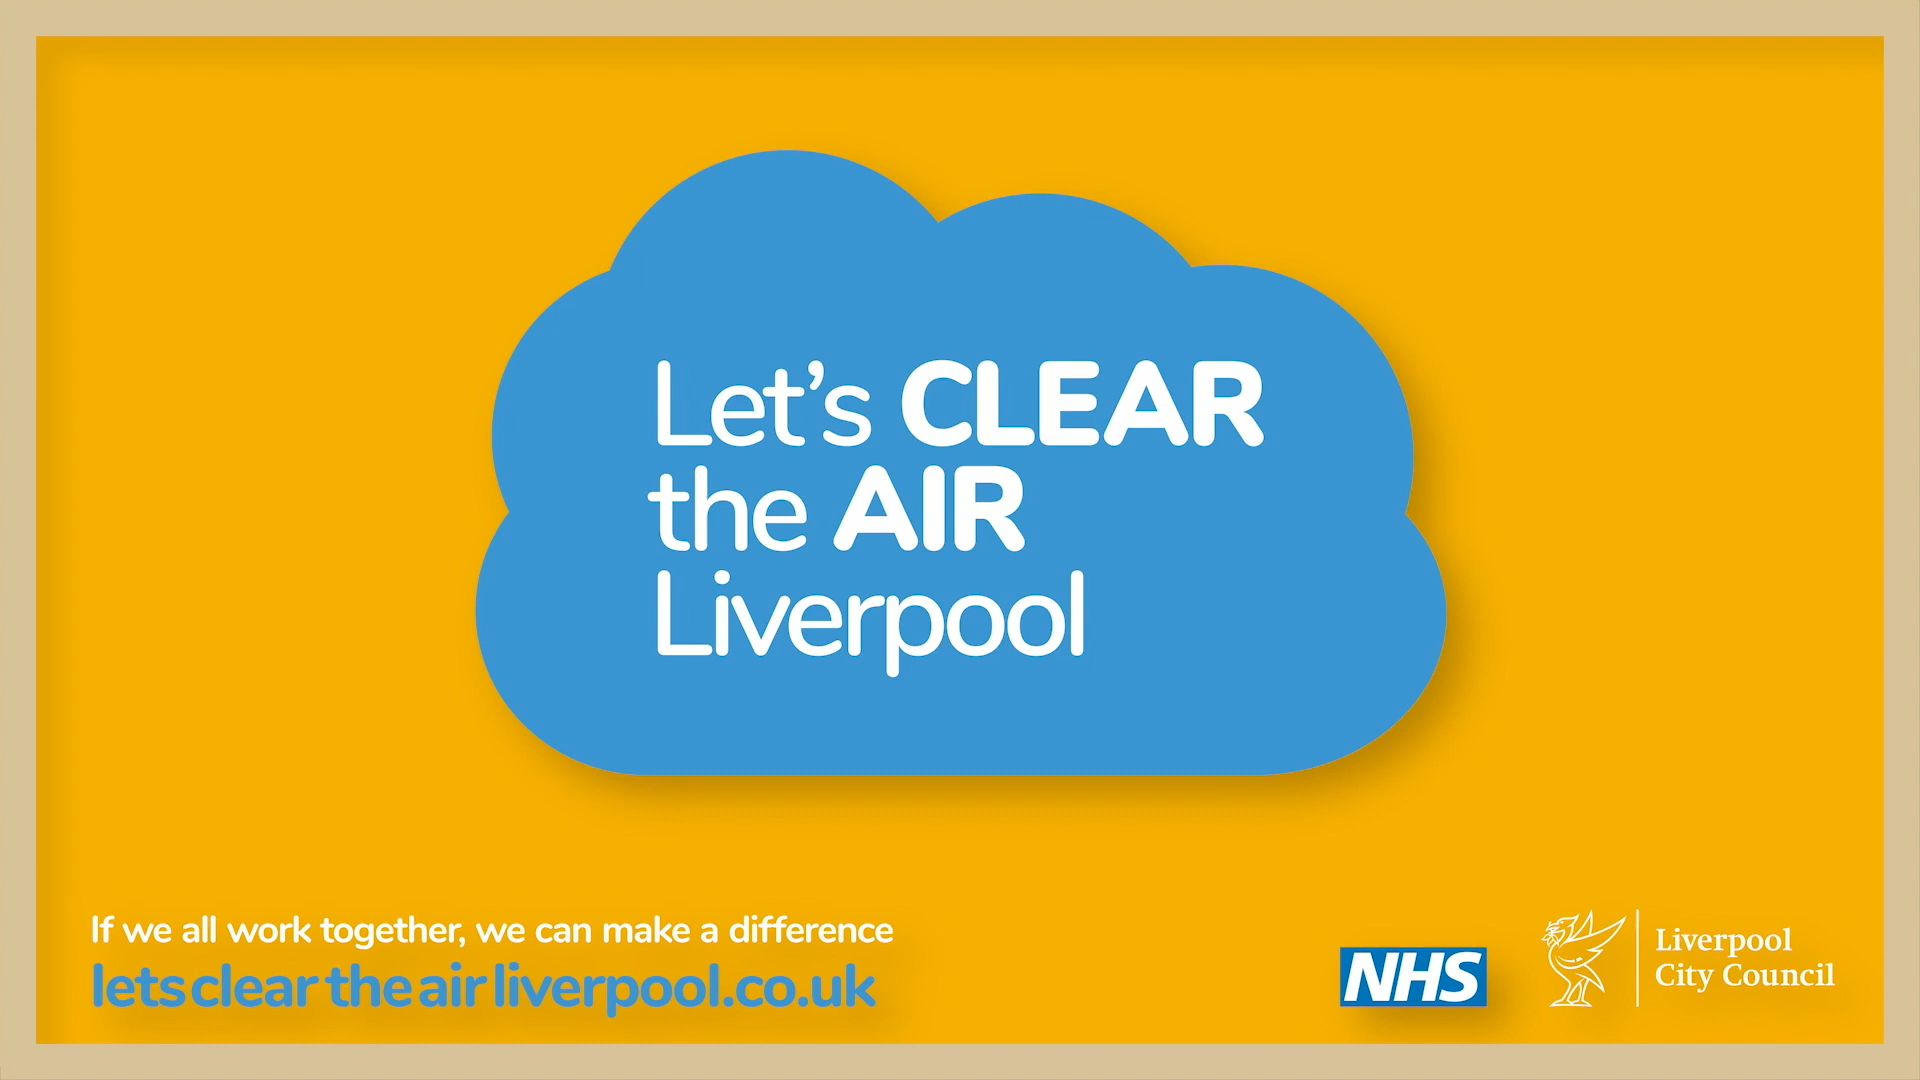 Let’s CLEAR
the AIR
Liverpool
If we all work together, we can make a difference
letscleartheairliverpool.co.uk
NHS
Liverpool
City Council